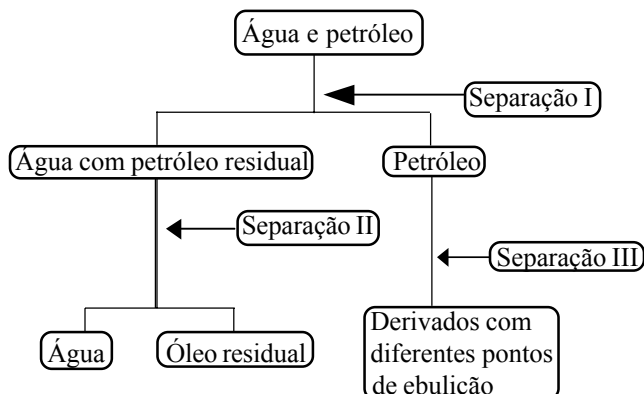 Água e petróleo
Separação I
Água com petróleo residual
Petróleo
Separação II
Separação III
Água
Óleo residual
Derivados com
diferentes pontos
de ebulição